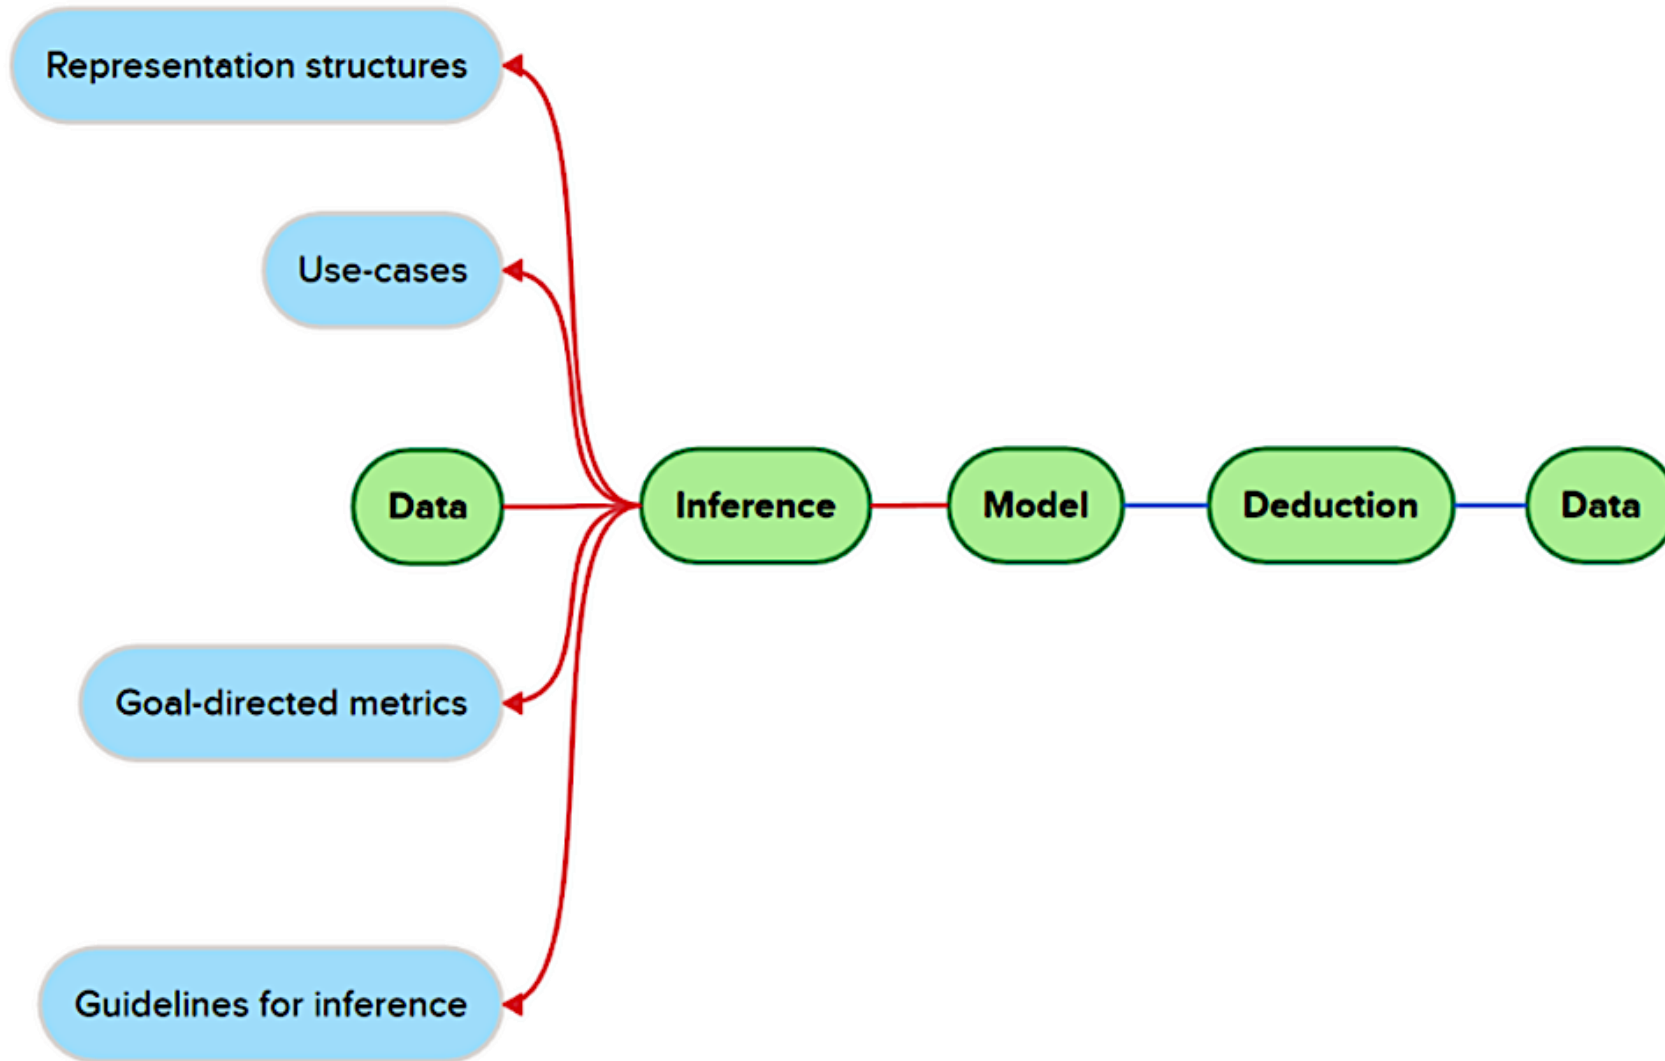 Representation structures
Use-cases
Data
Inference
Model
Deduction
Data
Goal-directed metrics
Guidelines for inference